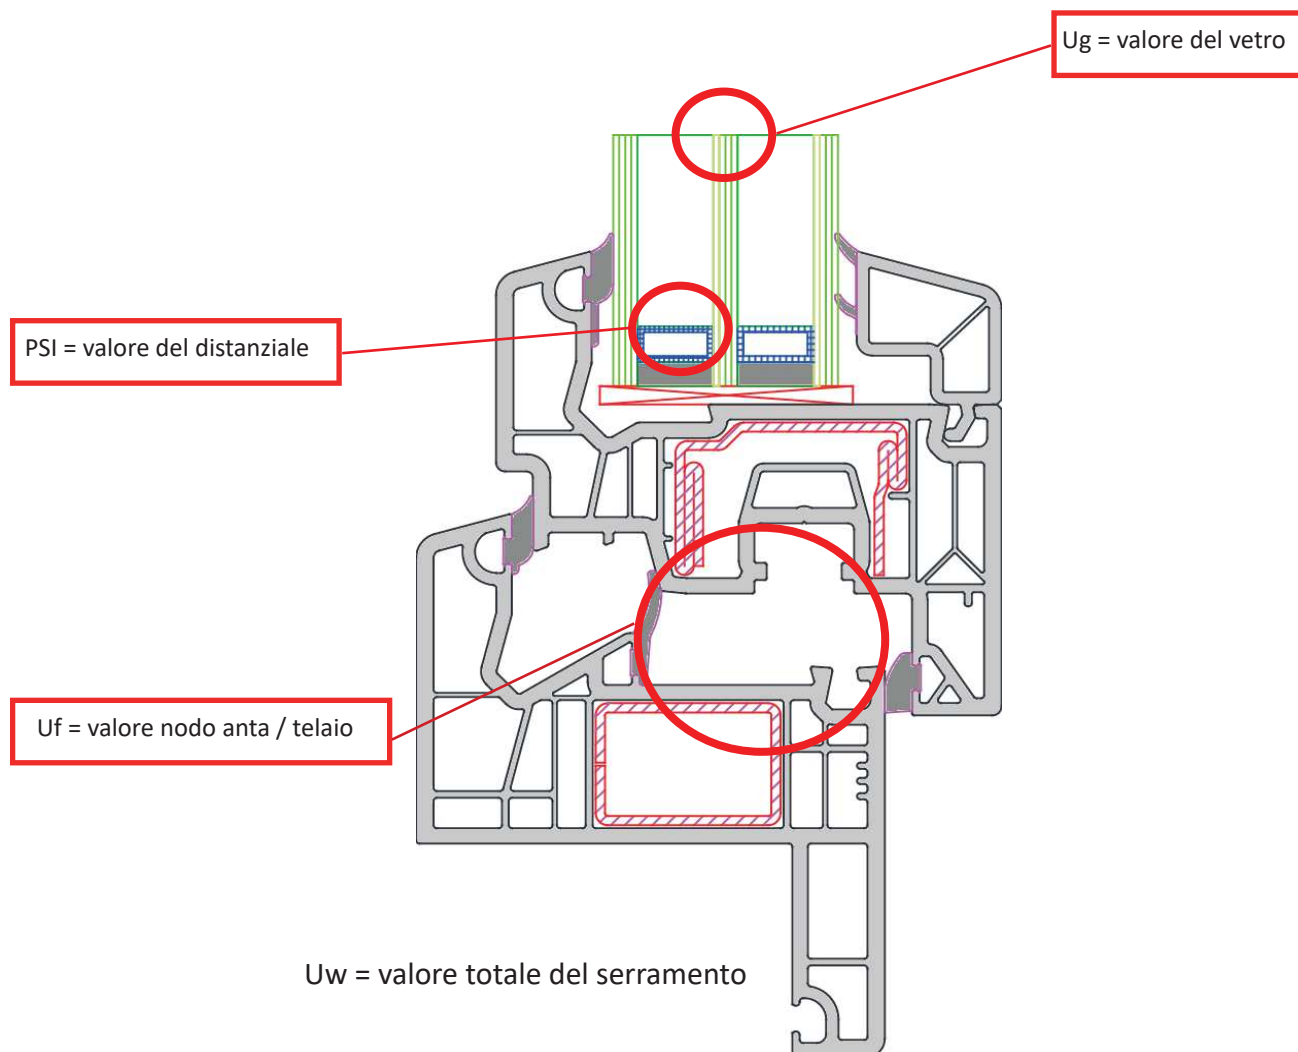 Ug = valore del vetro
PSI = valore del distanziale
Uf = valore nodo anta / telaio
Uw = valore totale del serramento